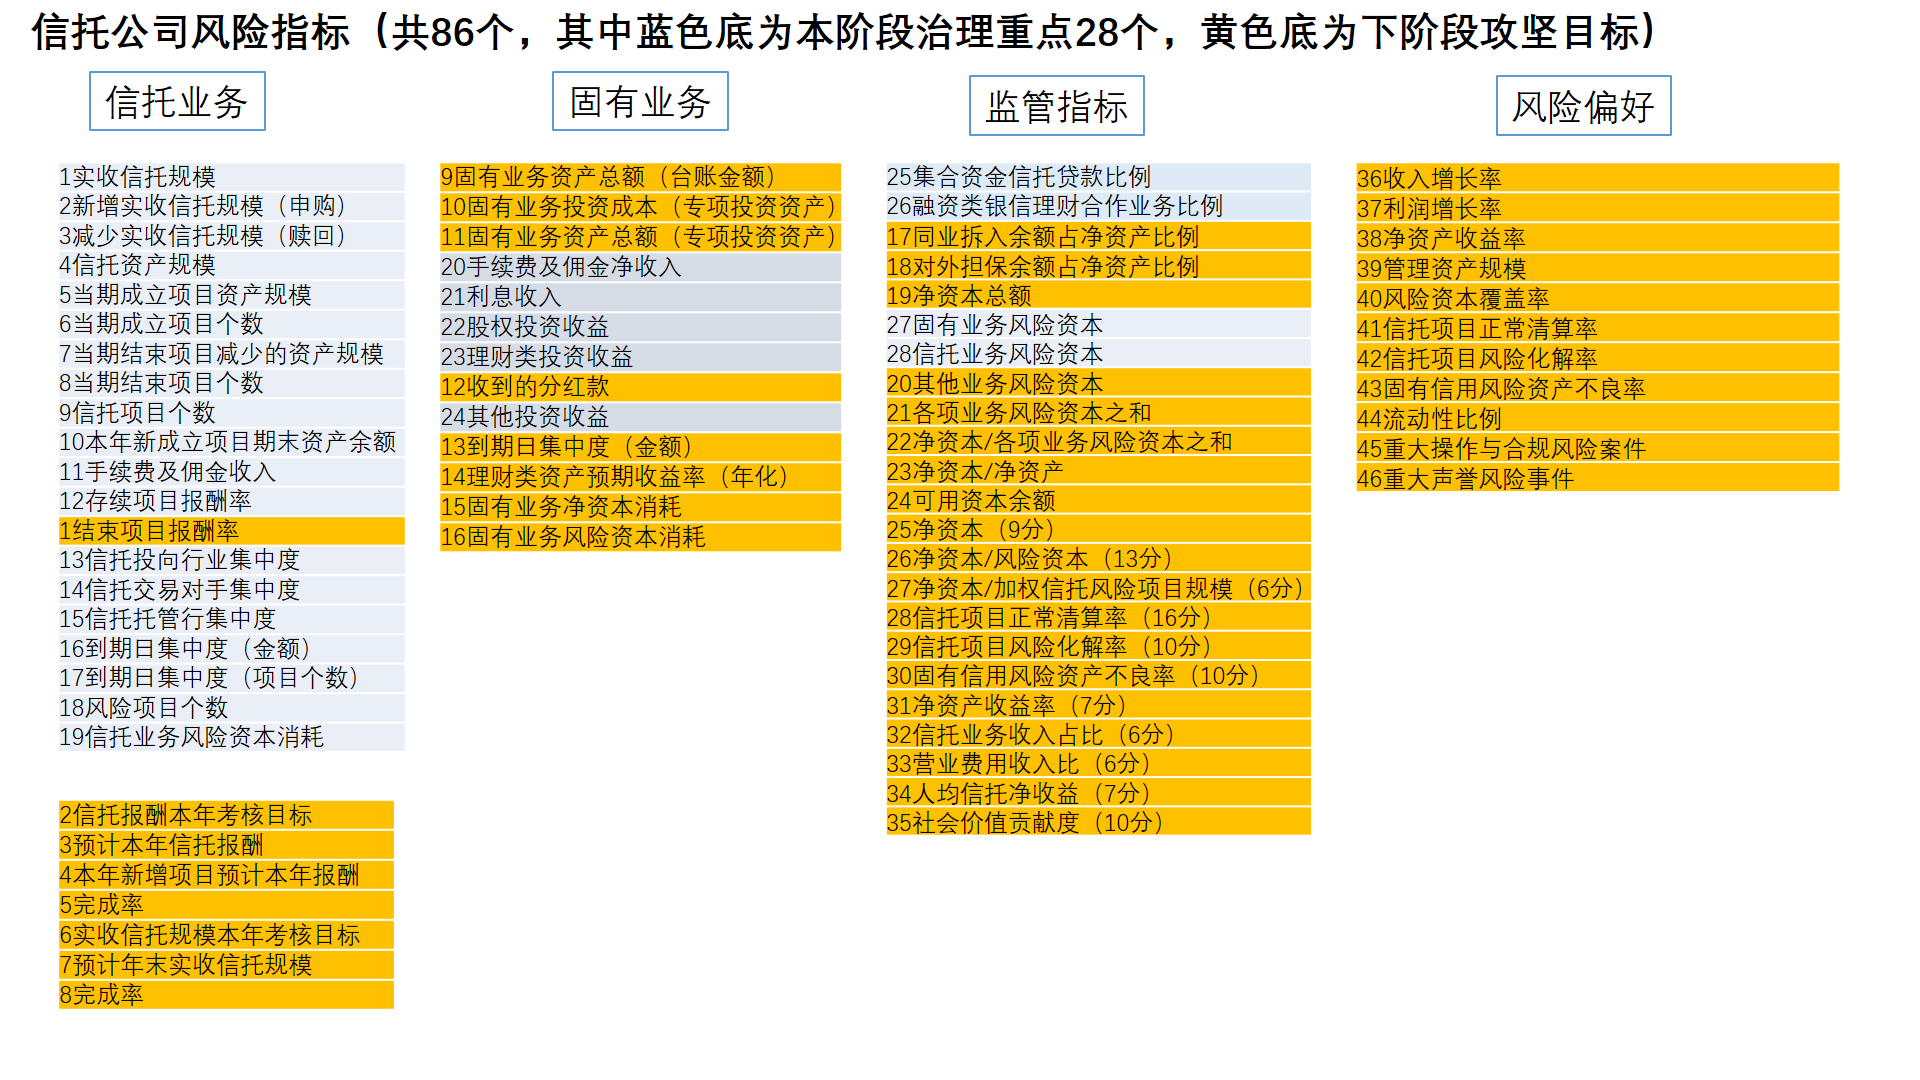 信托公司风险指标（共86个，其中蓝色底为本阶段治理重点28个，黄色底为下阶段攻坚目标）
信托业务
1实收信托规模
2新增实收信托规模（申购）
3减少实收信托规模（赎回）
4信托资产规模
5当期成立项目资产规模
6当期成立项目个数
7当期结束项目减少的资产规模
8当期结束项目个数
9信托项目个数
10本年新成立项目期末资产余额
11手续费及佣金收入
12存续项目报酬率
1结束项目报酬率
13信托投向行业集中度
14信托交易对手集中度
15信托托管行集中度
16到期日集中度（金额）
17到期日集中度（项目个数）
18风险项目个数
19信托业务风险资本消耗
2信托报酬本年考核目标
3预计本年信托报酬
4本年新增项目预计本年报酬
5完成率
6实收信托规模本年考核目标
7预计年末实收信托规模
8完成率
固有业务
9固有业务资产总额（台账金额）
10固有业务投资成本（专项投资资产）
11固有业务资产总额（专项投资资产）
20手续费及佣金净收入
21利息收入
22股权投资收益
23理财类投资收益
12收到的分红款
24其他投资收益
13到期日集中度（金额）
14理财类资产预期收益率（年化）
15固有业务净资本消耗
16固有业务风险资本消耗
监管指标
25集合资金信托贷款比例
26融资类银信理财合作业务比例
17同业拆入余额占净资产比例
18对外担保余额占净资产比例
19净资本总额
27固有业务风险资本
28信托业务风险资本
20其他业务风险资本
21各项业务风险资本之和
22净资本/各项业务风险资本之和
23净资本/净资产
24可用资本余额
25净资本（9分）
26净资本/风险资本（13分）
27净资本/加权信托风险项目规模（6分）
28信托项目正常清算率（16分）
29信托项目风险化解率（10分）
30固有信用风险资产不良率（10分）
31净资产收益率（7分）
32信托业务收入占比（6分）
33营业费用收入比（6分）
34人均信托净收益（7分）
35社会价值贡献度（10分）
风险偏好
36收入增长率
37利润增长率
38净资产收益率
39管理资产规模
40风险资本覆盖率
41信托项目正常清算率
42信托项目风险化解率
43固有信用风险资产不良率
44流动性比例
45重大操作与合规风险案件
46重大声誉风险事件